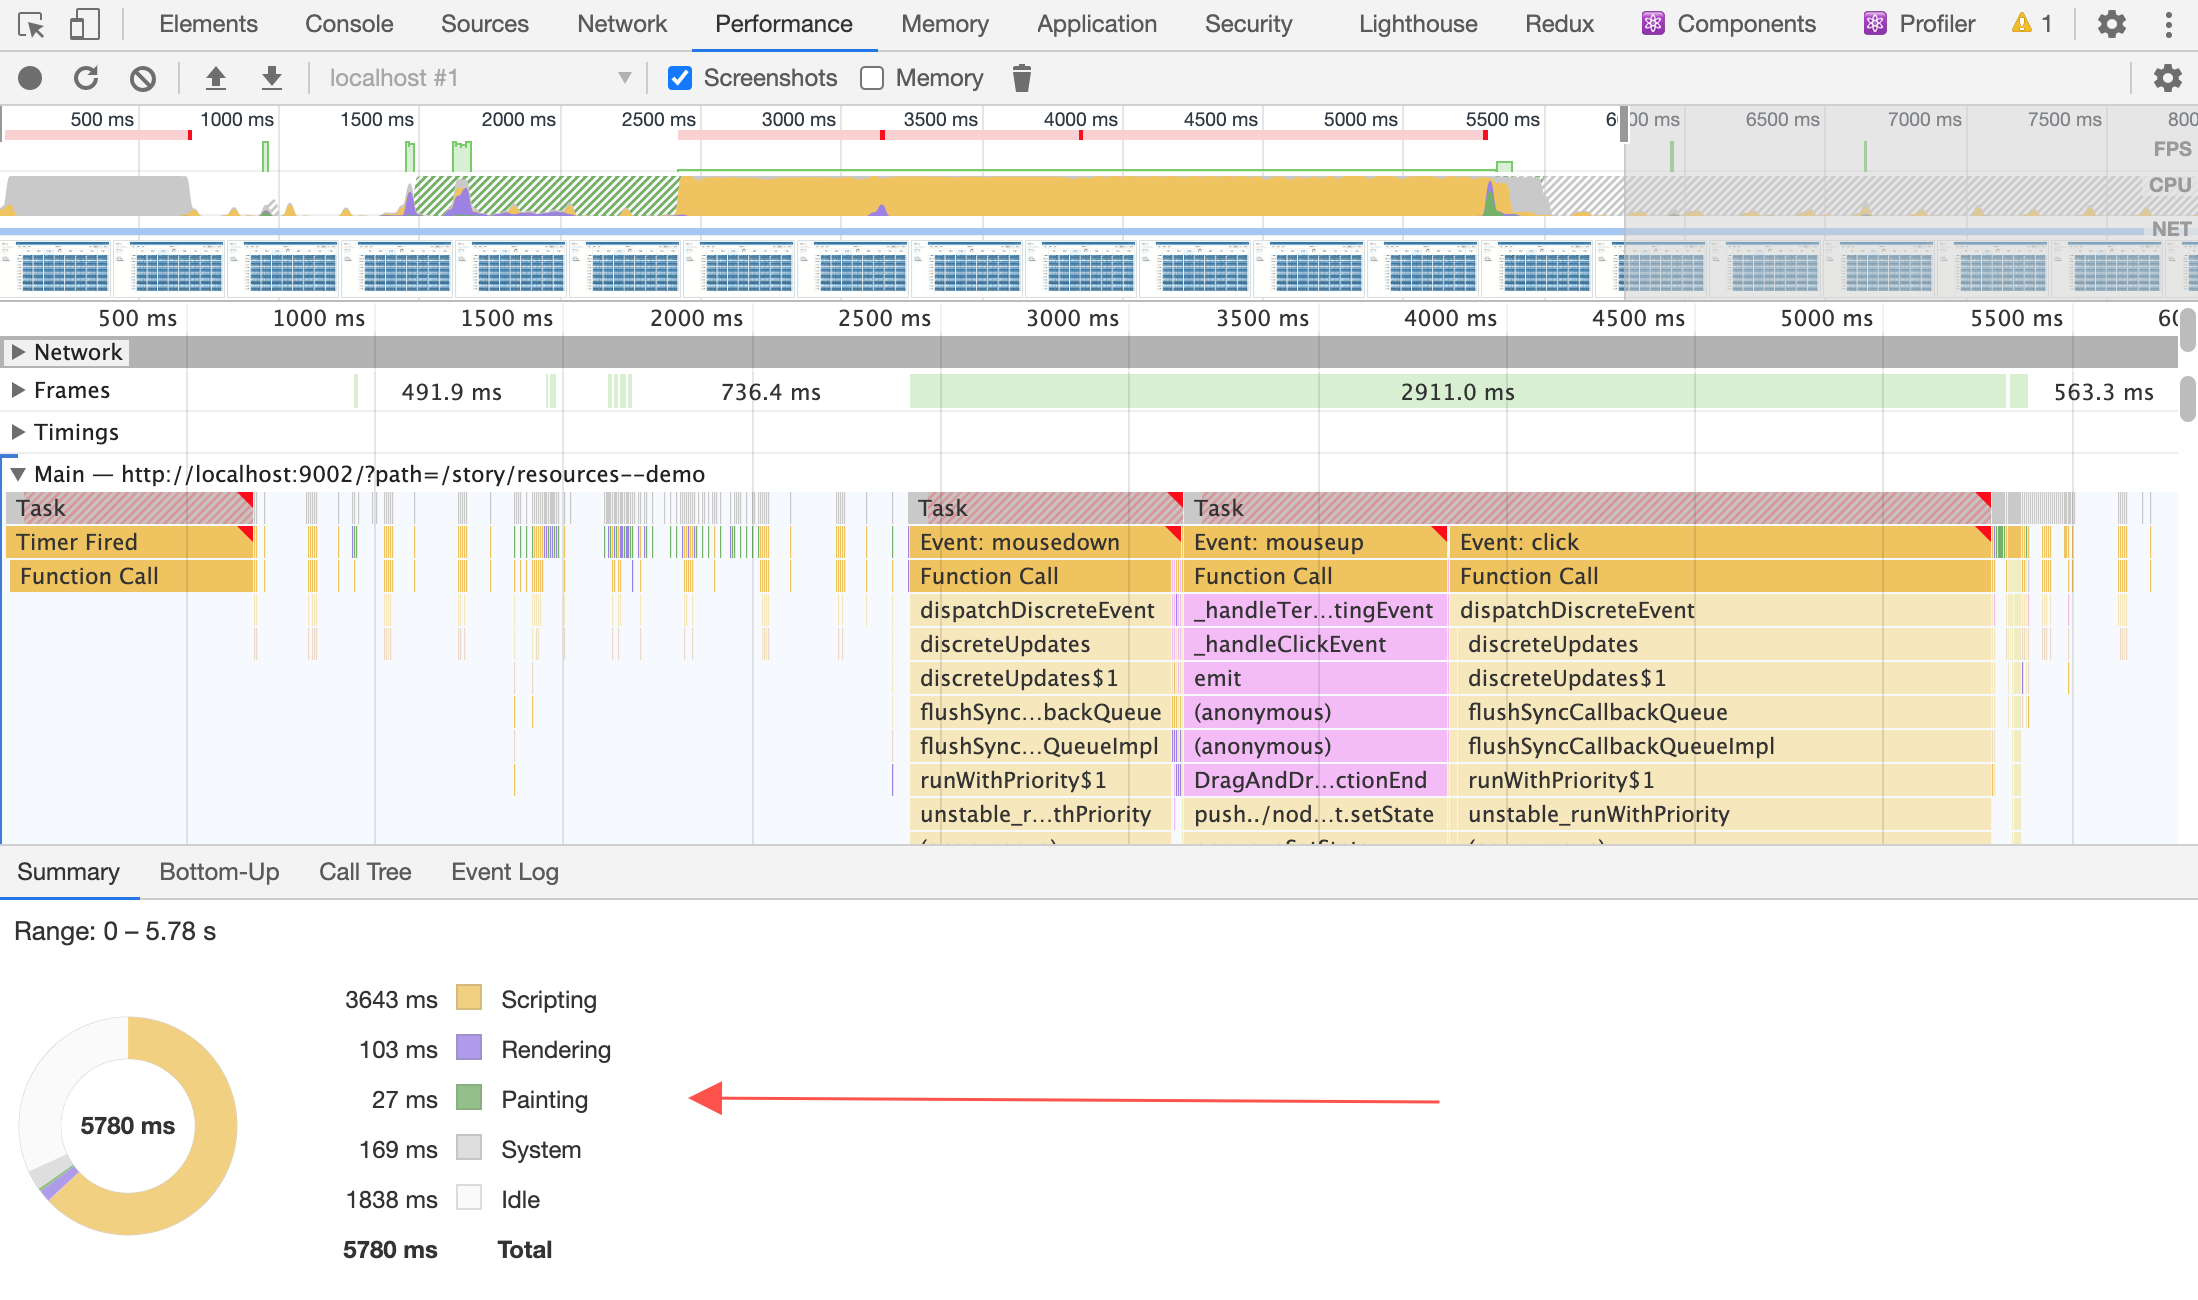 Elements Console Sources Network Performance Memory Application Security Lighthouse Redux Components Profiler 1
localhost #1 Screenshots Memory
500 ms 1000 ms 1500 ms 2000 ms 2500 ms 3000 ms 3500 ms 4000 ms 4500 ms 5000 ms 5500 ms 6000 ms 6500 ms 7000 ms 7500 ms 800
FPS
CPU
NET
500 ms 1000 ms 1500 ms 2000 ms 2500 ms 3000 ms 3500 ms 4000 ms 4500 ms 5000 ms 5500 ms 60
Network
Frames 491.9 ms 736.4 ms 2911.0 ms 563.3 ms
Timings
Main — http://localhost:9002/?path=/story/resources--demo
Task Task Task
Timer Fired Event: mousedown Event: mouseup Event: click
Function Call Function Call Function Call Function Call
dispatchDiscreteEvent _handleTer…tingEvent dispatchDiscreteEvent
discreteUpdates _handleClickEvent discreteUpdates
discreteUpdates$1 emit discreteUpdates$1
flushSync…backQueue (anonymous) flushSyncCallbackQueue
flushSync…QueueImpl (anonymous) flushSyncCallbackQueueImpl
runWithPriority$1 DragAndDr…ctionEnd runWithPriority$1
unstable_r…thPriority push../nod…t.setState unstable_runWithPriority
Summary Bottom-Up Call Tree Event Log
Range: 0 – 5.78 s
3643 ms Scripting
103 ms Rendering
27 ms Painting
5780 ms
169 ms System
1838 ms Idle
5780 ms Total